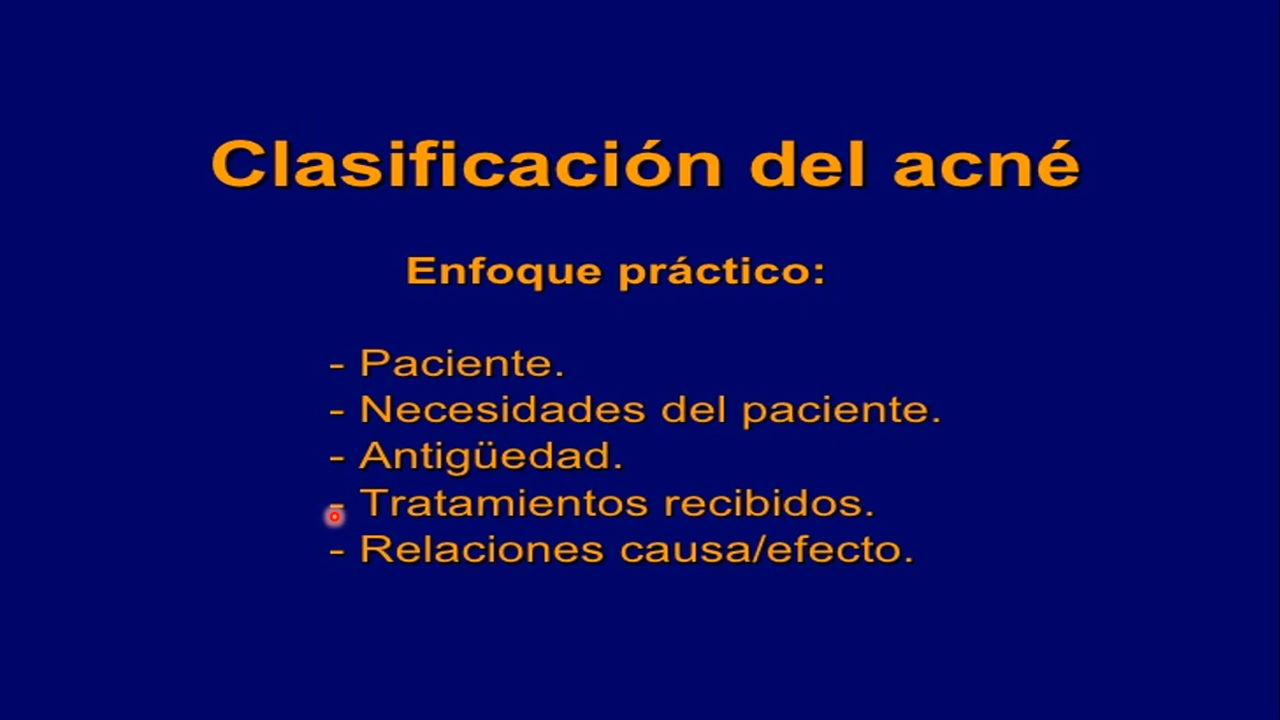 Clasificación del acné
Enfoque práctico:
- Paciente.
- Necesidades del paciente.
- Antigüedad.
- Tratamientos recibidos.
- Relaciones causa/efecto.